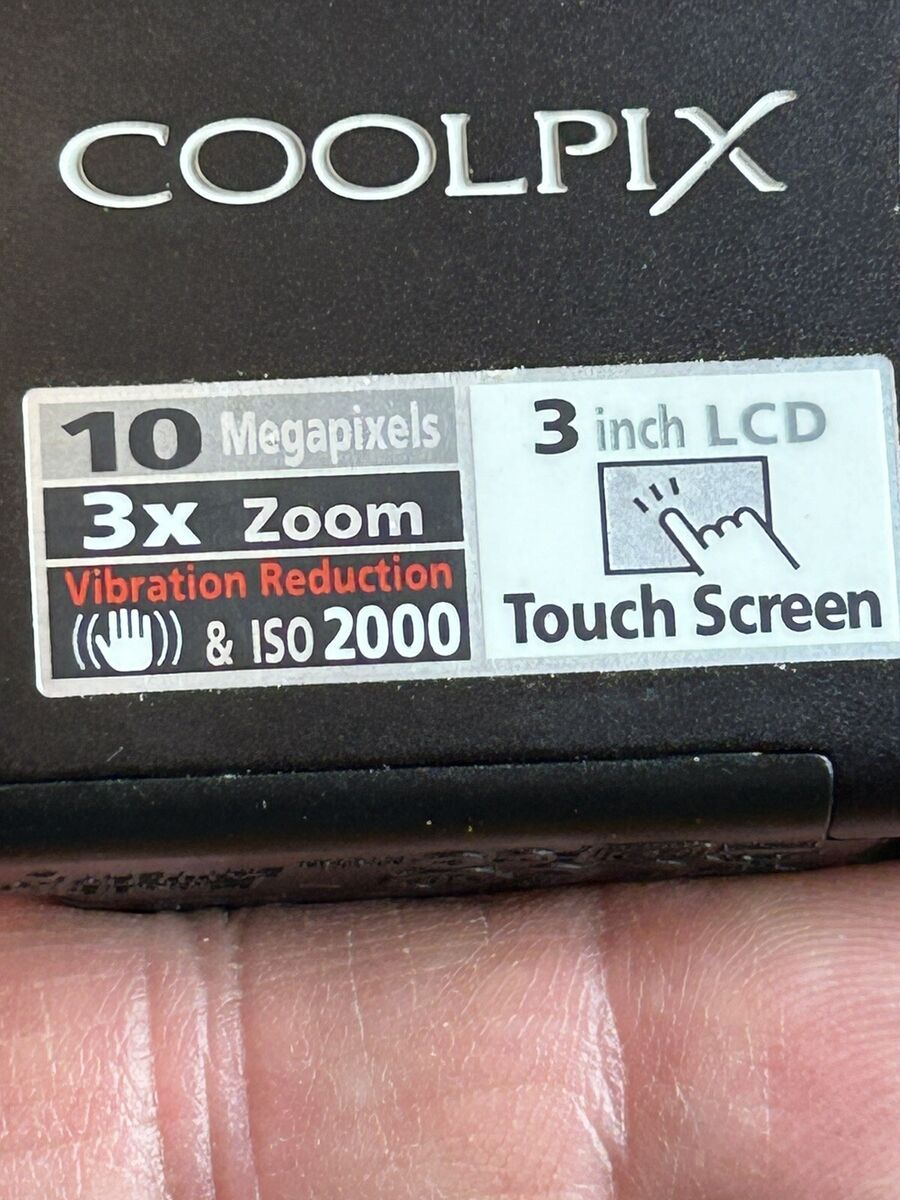 COOLPIX
10 Megapixels
3x Zoom
Vibration Reduction
& ISO 2000
3 inch LCD
Touch Screen